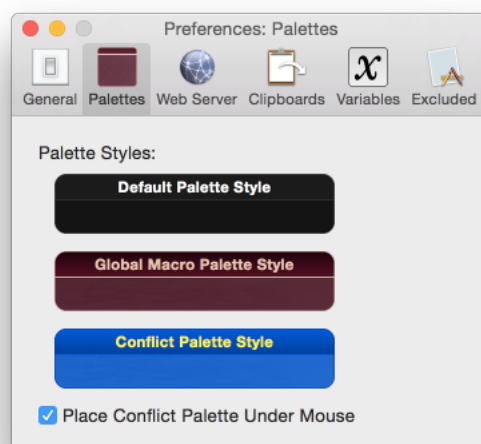 Preferences: Palettes
General Palettes Web Server Clipboards Variables Excluded
Palette Styles:
Default Palette Style
Global Macro Palette Style
Conflict Palette Style
Place Conflict Palette Under Mouse